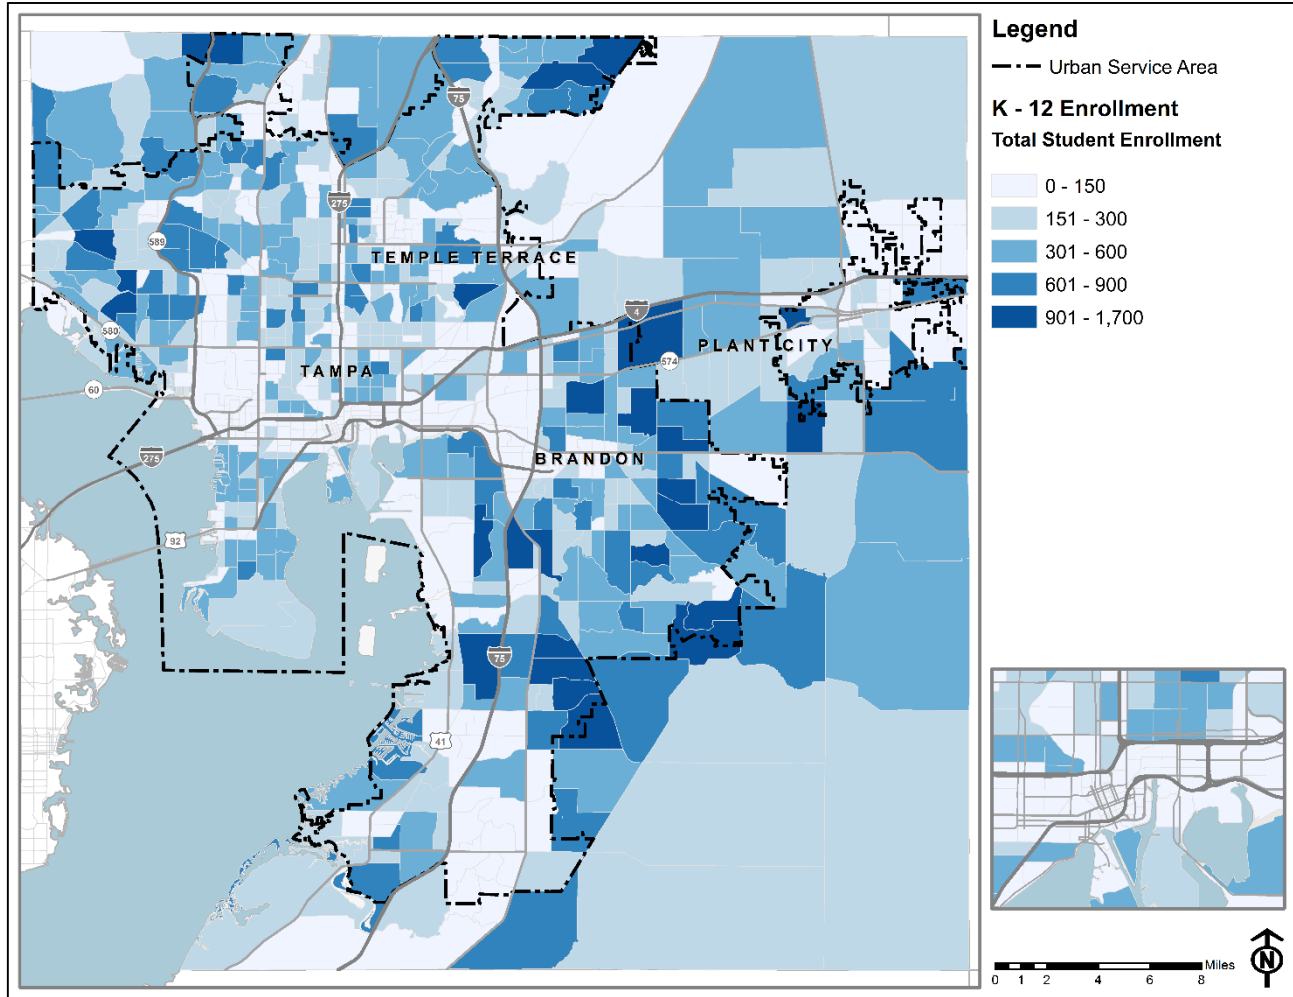 Legend
Urban Service Area
K - 12 Enrollment
Total Student Enrollment
0 - 150
151 - 300
301 - 600
601 - 900
901 - 1,700
75
275
589
TEMPLE TERRACE
4
580
PLANT CITY
574
TAMPA
60
275
BRANDON
92
75
41
0 1 2 4 6 8 Miles
N